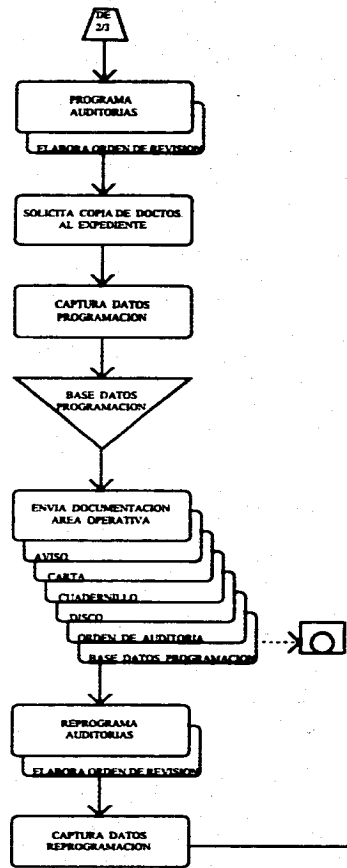 DE
2/3
PROGRAMA
AUDITORIAS
ELABORA ORDEN DE REVISION
SOLICITA COPIA DE DOCTOS.
AL EXPEDIENTE
CAPTURA DATOS
PROGRAMACION
BASE DATOS
PROGRAMACION
ENVIA DOCUMENTACION
AREA OPERATIVA
AVISO
CARTA
CUADERNILLO
DISCO
ORDEN DE AUDITORIA
BASE DATOS PROGRAMACION
REPROGRAMA
AUDITORIAS
ELABORA ORDEN DE REVISION
CAPTURA DATOS
REPROGRAMACION